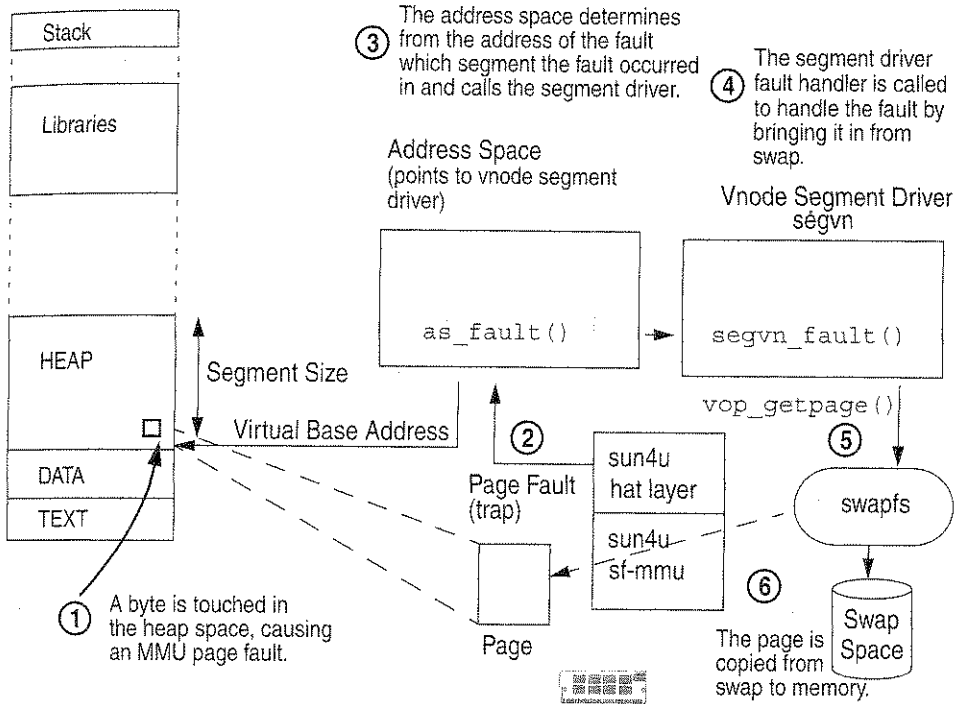 Stack
Libraries
HEAP
DATA
TEXT
Segment Size
Virtual Base Address
1
A byte is touched in
the heap space, causing
an MMU page fault.
2
Page Fault
(trap)
Page
sun4u
hat layer
sun4u
sf-mmu
3
The address space determines
from the address of the fault
which segment the fault occurred
in and calls the segment driver.
Address Space
(points to vnode segment
driver)
as_fault()
4
The segment driver
fault handler is called
to handle the fault by
bringing it in from
swap.
Vnode Segment Driver
ségvn
segvn_fault()
vop_getpage()
5
swapfs
6
The page is
copied from
swap to memory.
Swap
Space